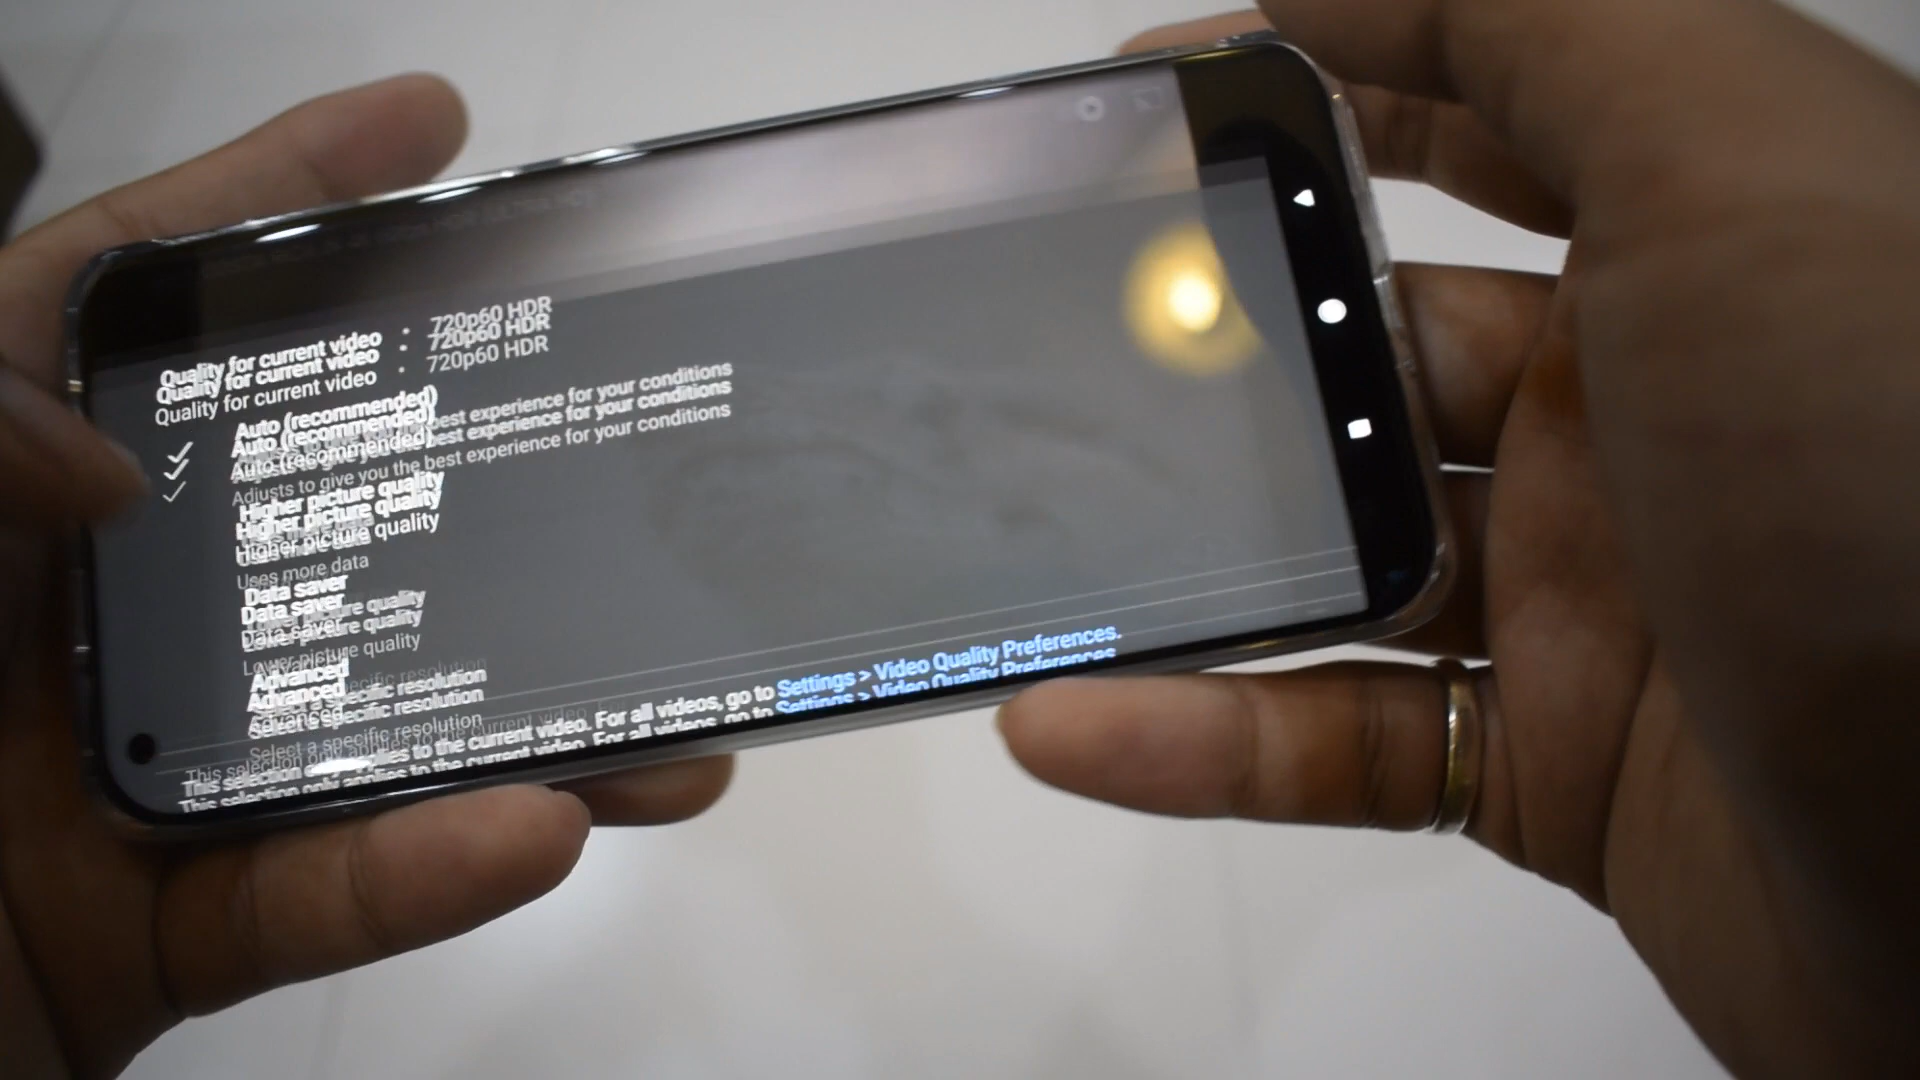 Quality for current video • 720p60 HDR
Auto (recommended)
Adjusts to give you the best experience for your conditions
Higher picture quality
Uses more data
Data saver
Lower picture quality
Advanced
Select a specific resolution
This selection only applies to the current video. For all videos, go to Settings > Video Quality Preferences.